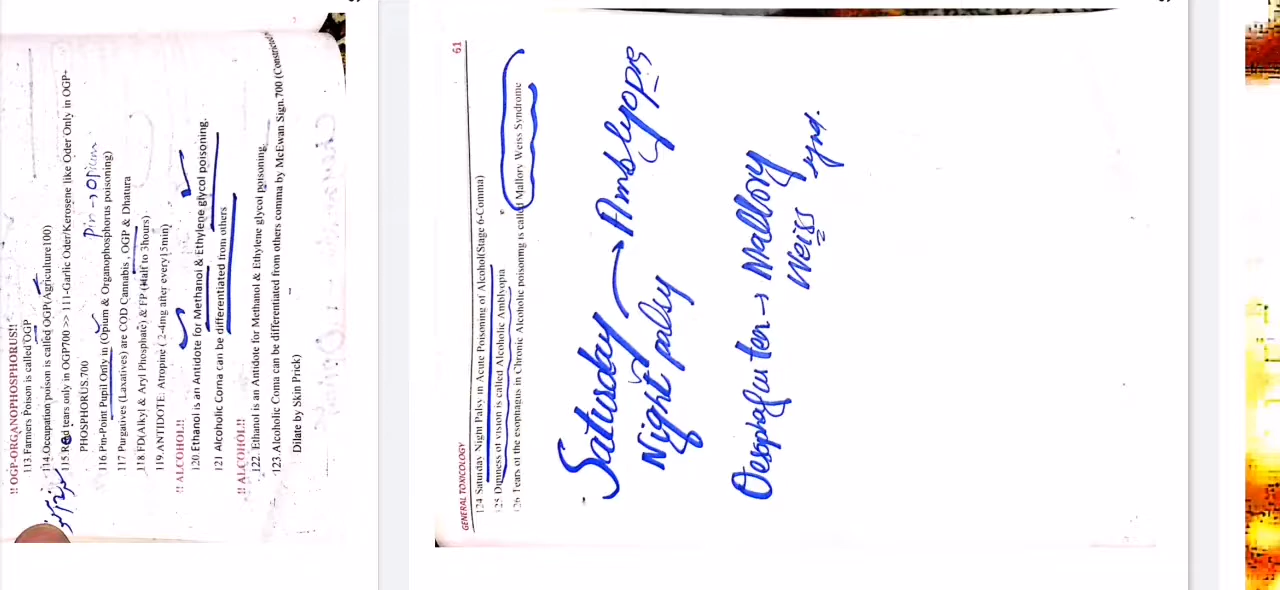 !! OGP-ORGANOPHOSPHORUS!!
113.Farmers Poison is called OGP
114.Occupation poison is called OGP(Agriculture100)
115.Red tears only in OGP700 >> 111-Garlic Oder/Kerosene like Oder Only in OGP+
PHOSPHORUS.700)
Pin → opium
116 Pin-Point Pupil Only in (Opium & Organophosphorus poisoning)
117 Purgatives (Laxatives) are COD Cannabis , OGP & Dhatura
118 FD(Alkyl & Aryl Phosphate) & FP (Half to 3hours)
119.ANTIDOTE: Atropine ( 2-4mg after every15min)
!! ALCOHOL!!
120.Ethanol is an Antidote for Methanol & Ethylene glycol poisoning.
121 Alcoholic Coma can be differentiated from others
!! ALCOHOL!!
122. Ethanol is an Antidote for Methanol & Ethylene glycol poisoning
123.Alcoholic Coma can be differentiated from others comma by McEwan Sign.700 (Constricted P
Dilate by Skin Prick)
GENERAL TOXICOLOGY 61
124 Saturday Night Palsy in Acute Poisoning of Alcohol(Stage 6-Comma)
125 Dimness of vision is called Alcoholic Amblyopia
126 Tears of the esophagus in Chronic Alcoholic poisoning is called Mallory Weiss Syndrome
Saturday → Amblyopia
Night palsy
Oesophagus tear → Mallory
Weiss synd.